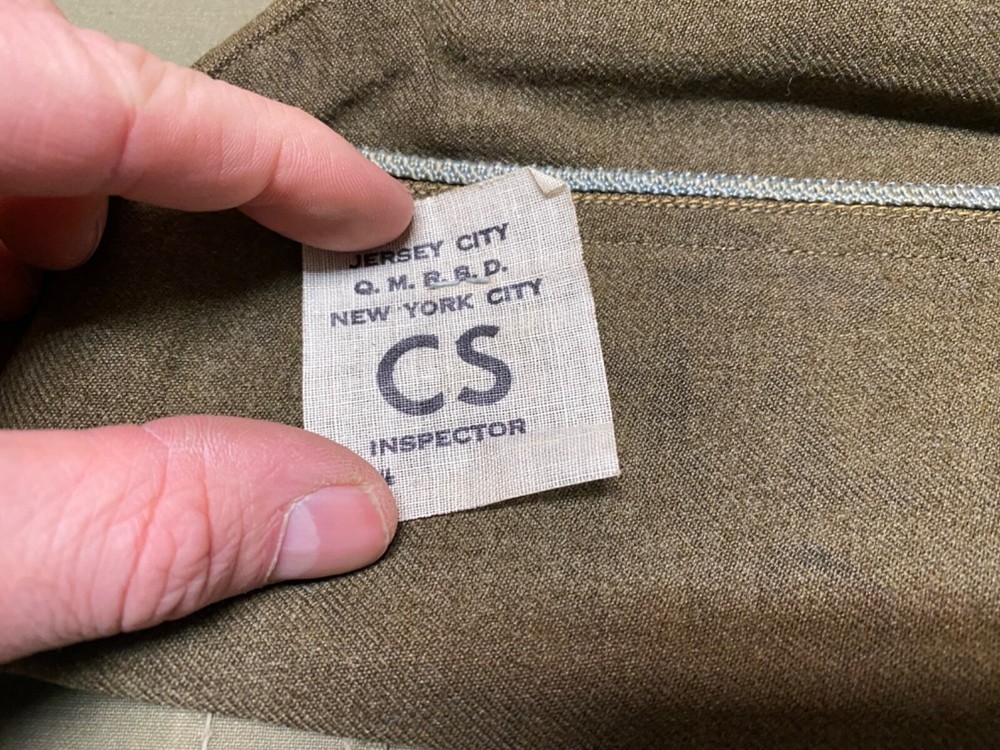 JERSEY CITY
Q. M. R. S. D.
NEW YORK CITY
CS
INSPECTOR